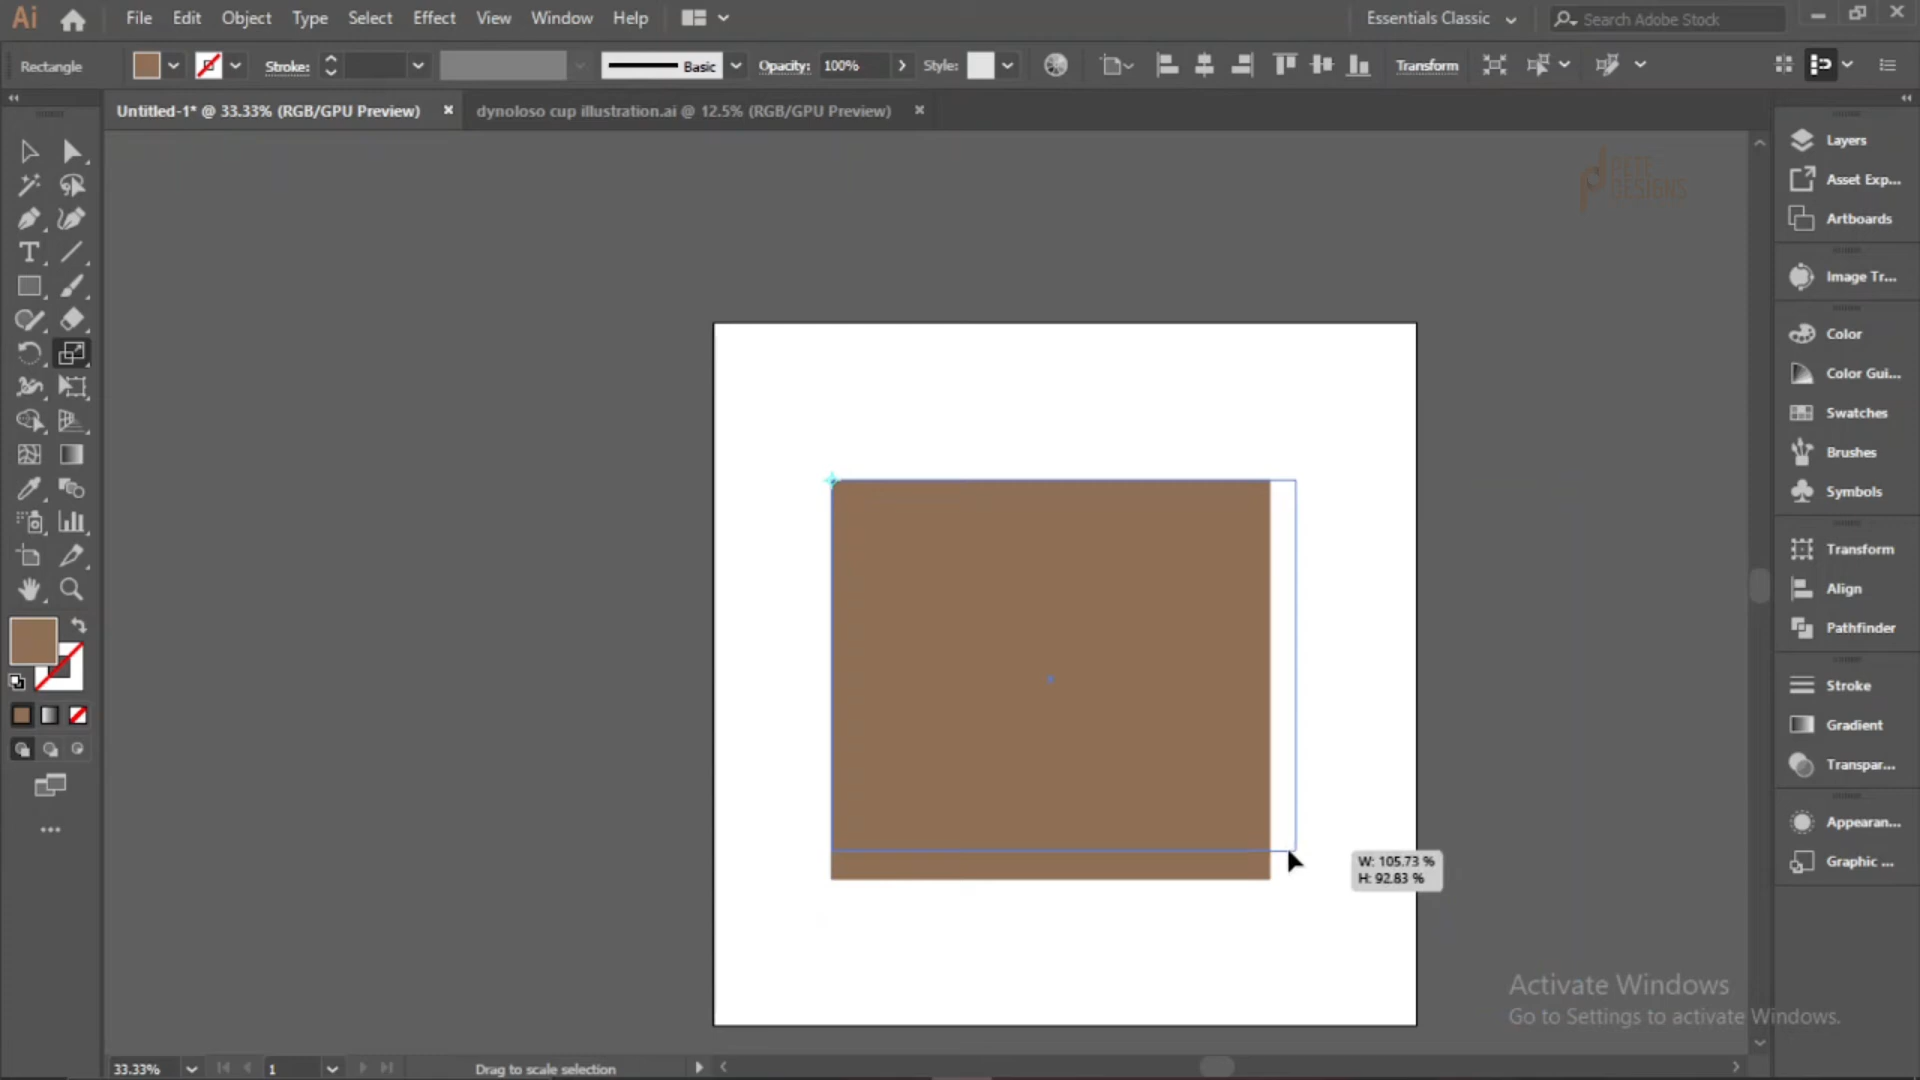 Ai File Edit Object Type Select Effect View Window Help Essentials Classic Search Adobe Stock
Rectangle Stroke: Basic Opacity: 100% Style: Transform
Untitled-1* @ 33.33% (RGB/GPU Preview) dynoloso cup illustration.ai @ 12.5% (RGB/GPU Preview)
Layers
PETE
DESIGNS
Asset Exp...
Artboards
Image Tr...
Color
Color Gui...
Swatches
Brushes
Symbols
Transform
Align
Pathfinder
Stroke
Gradient
Transpar...
Appearan...
Graphic ...
W: 105.73 %
H: 92.83 %
Activate Windows
Go to Settings to activate Windows.
33.33% 1 Drag to scale selection